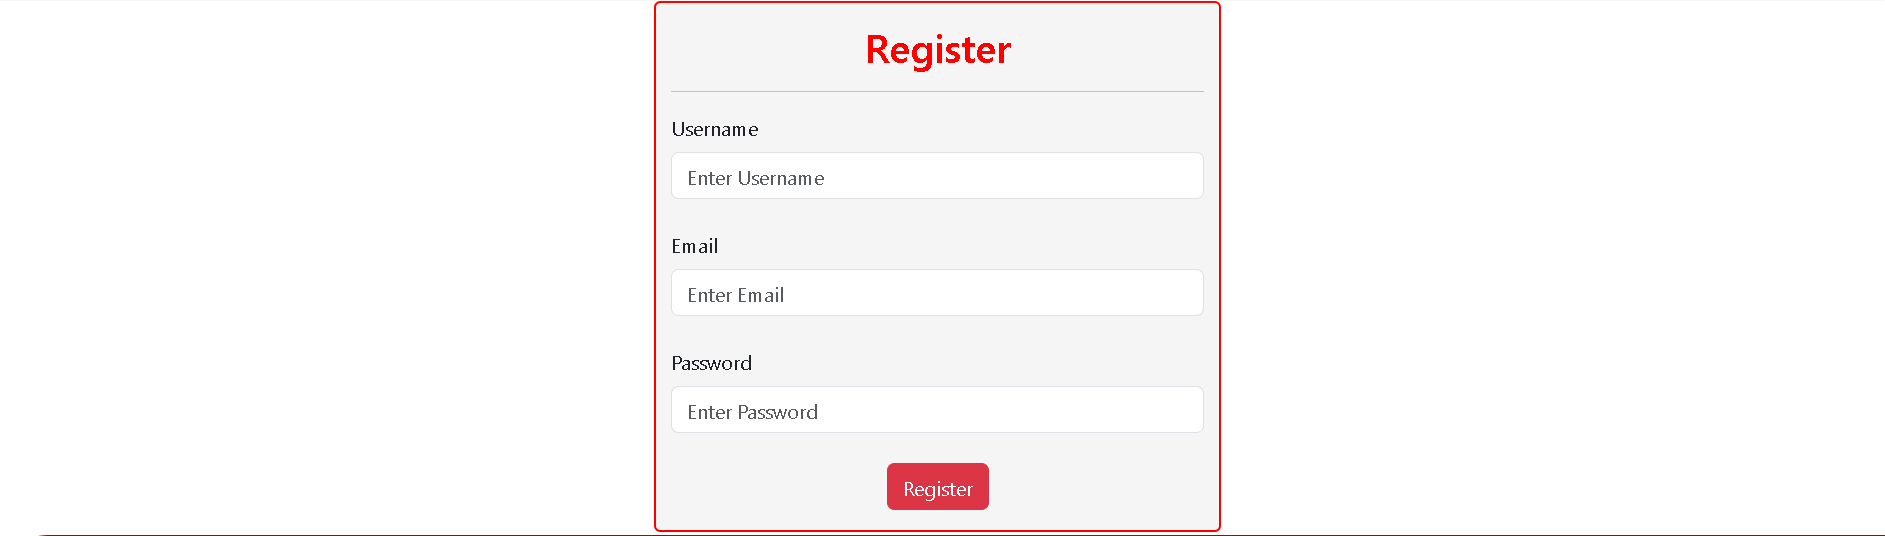 Register
Username
Enter Username
Email
Enter Email
Password
Enter Password
Register